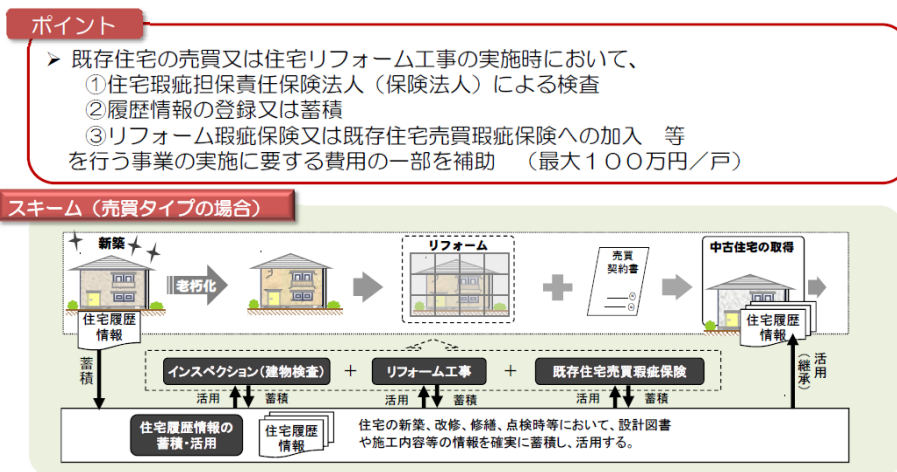 ポイント
➢ 既存住宅の売買又は住宅リフォーム工事の実施時において、
①住宅瑕疵担保責任保険法人（保険法人）による検査
②履歴情報の登録又は蓄積
③リフォーム瑕疵保険又は既存住宅売買瑕疵保険への加入　等
を行う事業の実施に要する費用の一部を補助　（最大１００万円／戸）
スキーム（売買タイプの場合）
新築
老朽化
リフォーム
売買
契約書
中古住宅の取得
住宅履歴
情報
住宅履歴
情報
蓄積
インスペクション（建物検査）
+
リフォーム工事
+
既存住宅売買瑕疵保険
活用
（継承）
活用
蓄積
活用
蓄積
活用
蓄積
住宅履歴情報の
蓄積・活用
住宅履歴
情報
住宅の新築、改修、修繕、点検時等において、設計図書
や施工内容等の情報を確実に蓄積し、活用する。